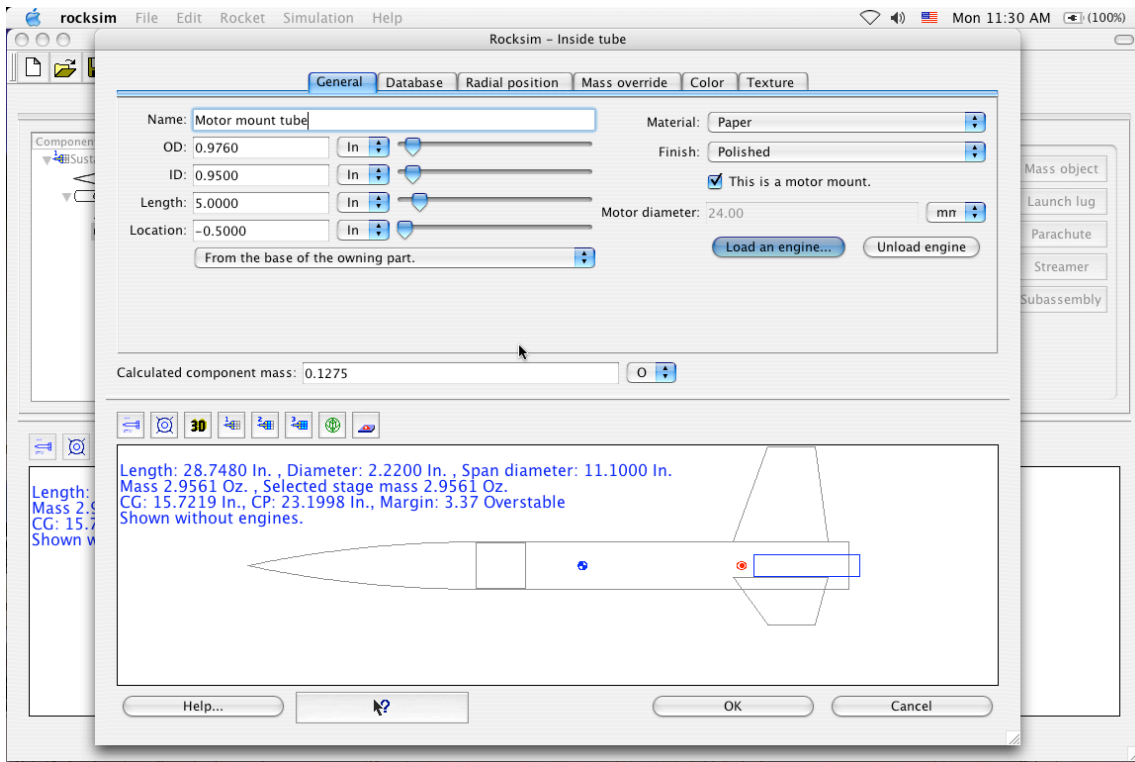 rocksim File Edit Rocket Simulation Help Mon 11:30 AM (100%)
Rocksim – Inside tube
General Database Radial position Mass override Color Texture
Name: Motor mount tube
Material: Paper
OD: 0.9760 In
Finish: Polished
ID: 0.9500 In
This is a motor mount.
Length: 5.0000 In
Motor diameter: 24.00 mm
Location: -0.5000 In
Load an engine... Unload engine
From the base of the owning part.
Calculated component mass: 0.1275 O
3D
Length: 28.7480 In. , Diameter: 2.2200 In. , Span diameter: 11.1000 In.
Mass 2.9561 Oz. , Selected stage mass 2.9561 Oz.
CG: 15.7219 In., CP: 23.1998 In., Margin: 3.37 Overstable
Shown without engines.
Help... ? OK Cancel
Componen
Susta
Mass object
Launch lug
Parachute
Streamer
Subassembly
Length:
Mass 2.9
CG: 15.7
Shown w